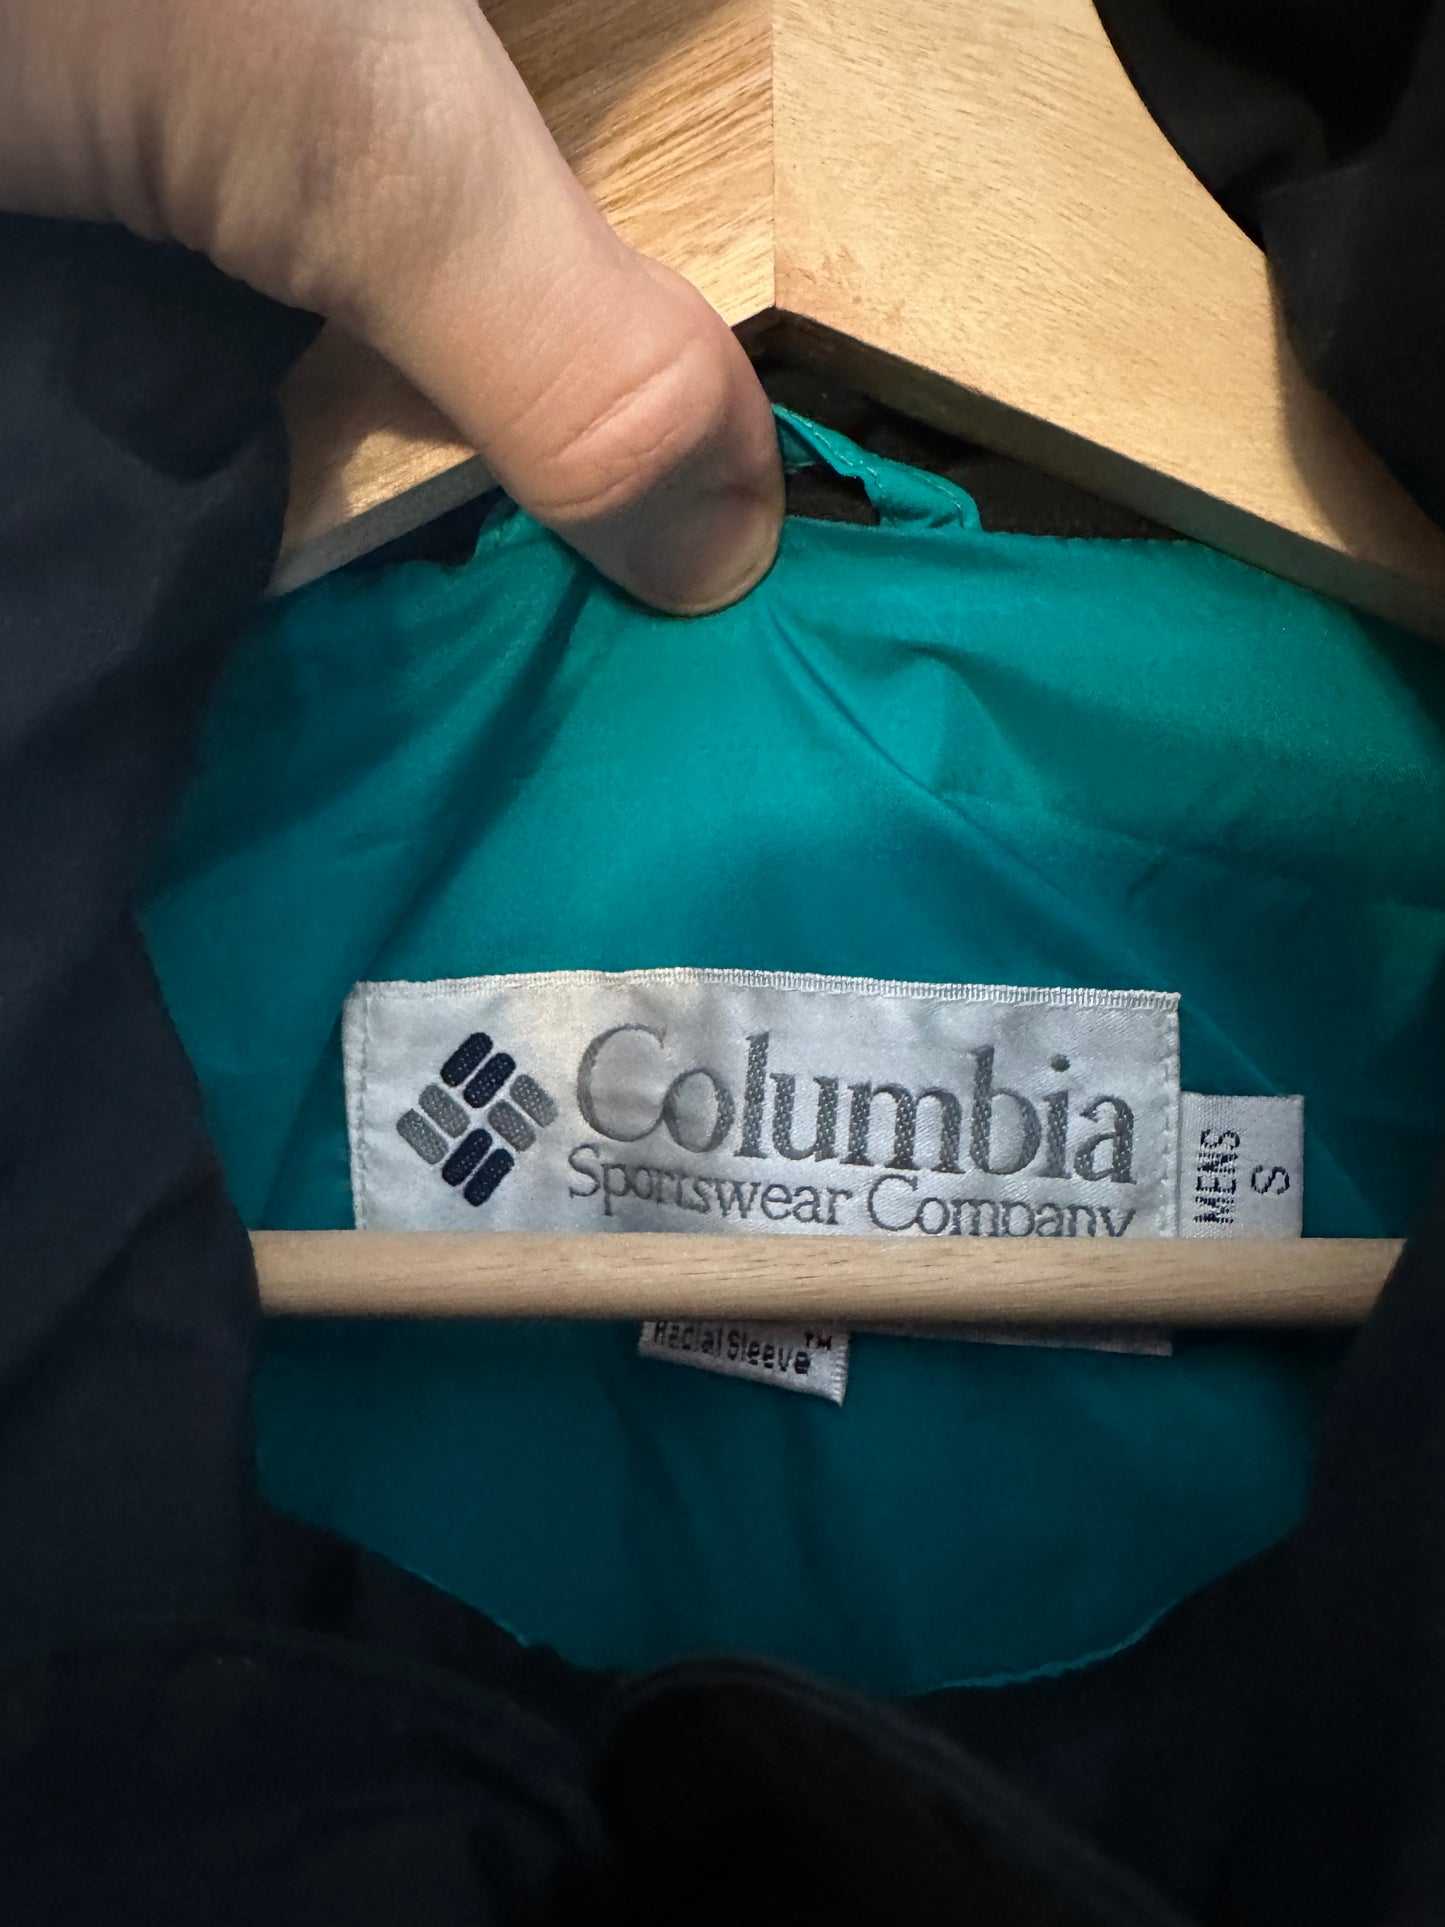 Columbia
Sportswear Company
MENS
S
Radial Sleeve™